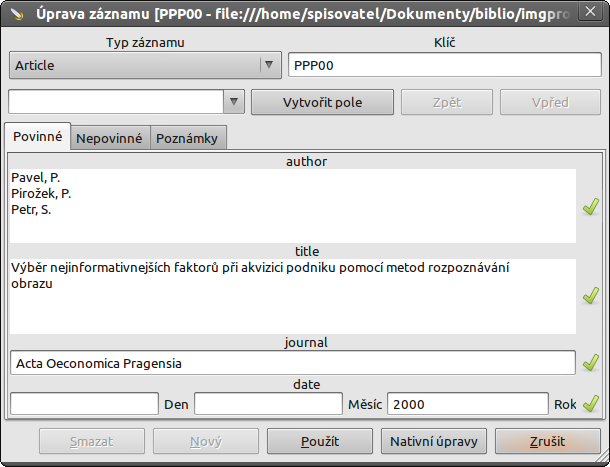 Úprava záznamu [PPP00 - file:///home/spisovatel/Dokumenty/biblio/imgpro
Typ záznamu
Klíč
Article
PPP00
Vytvořit pole
Zpět
Vpřed
Povinné
Nepovinné
Poznámky
author
Pavel, P.
Pirožek, P.
Petr, S.
title
Výběr nejinformativnejších faktorů při akvizici podniku pomocí metod rozpoznávání
obrazu
journal
Acta Oeconomica Pragensia
date
Den
Měsíc
2000
Rok
Smazat
Nový
Použít
Nativní úpravy
Zrušit